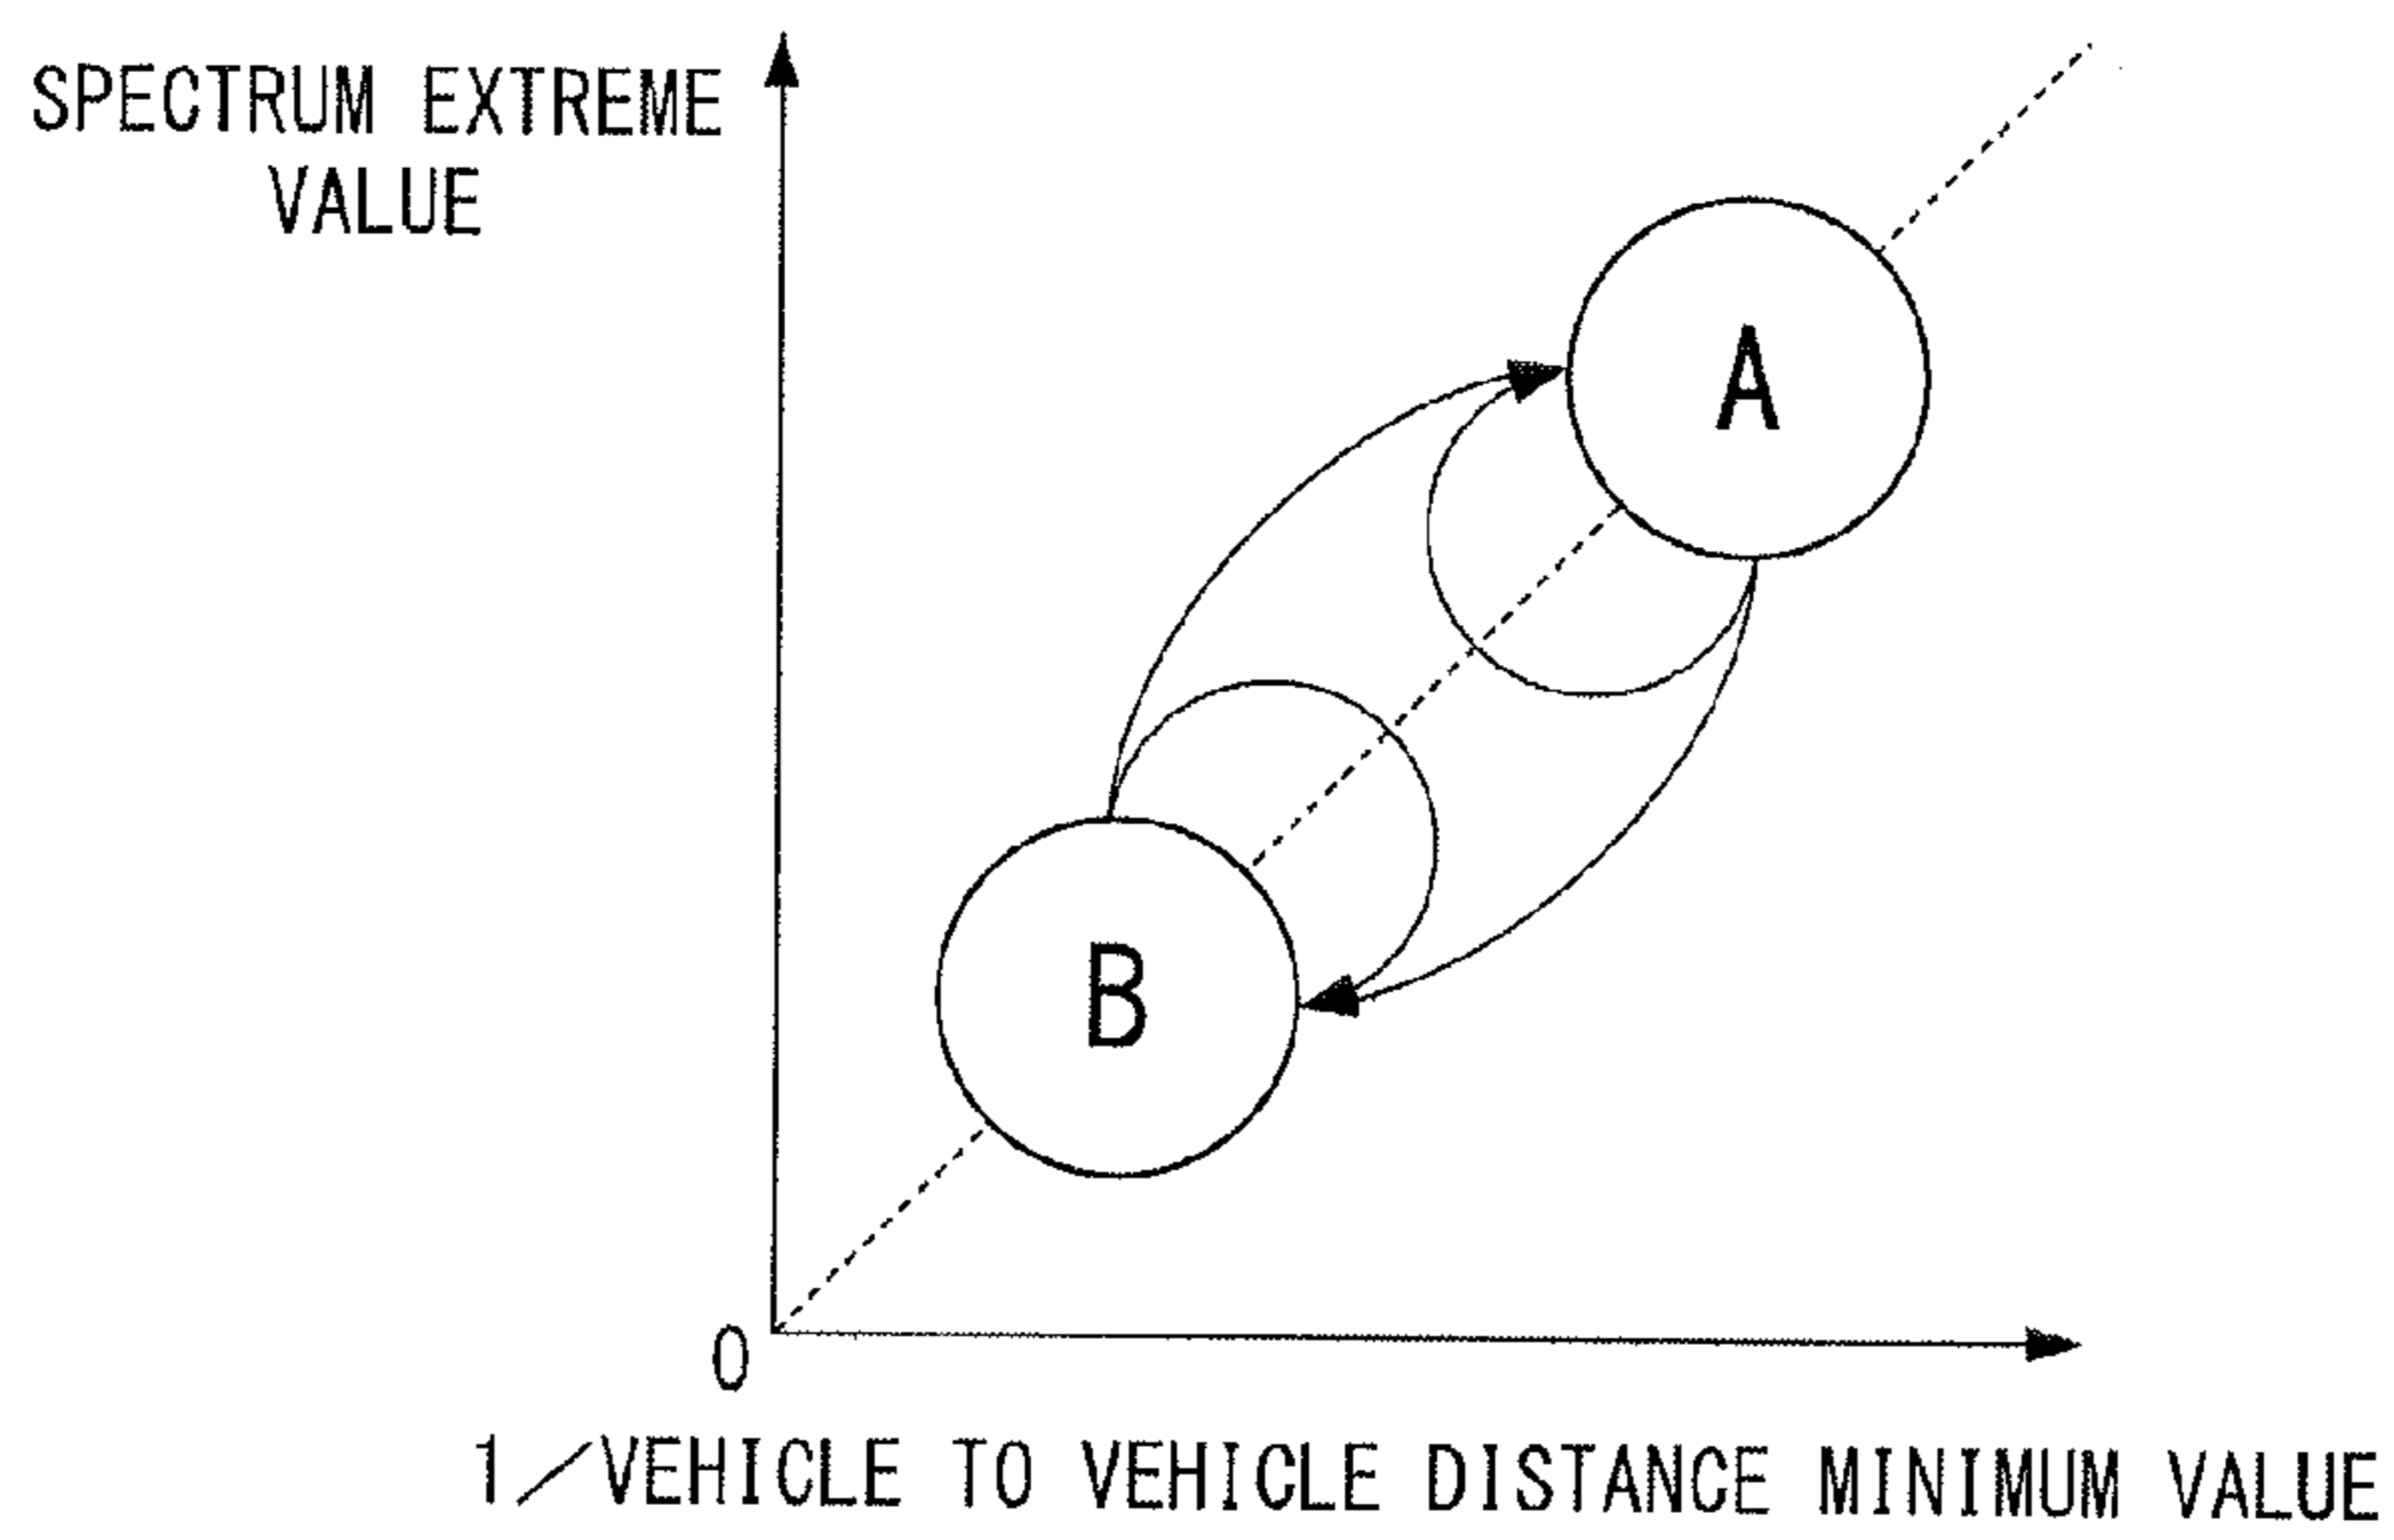 SPECTRUM EXTREME
VALUE
A
B
0
1/VEHICLE TO VEHICLE DISTANCE MINIMUM VALUE